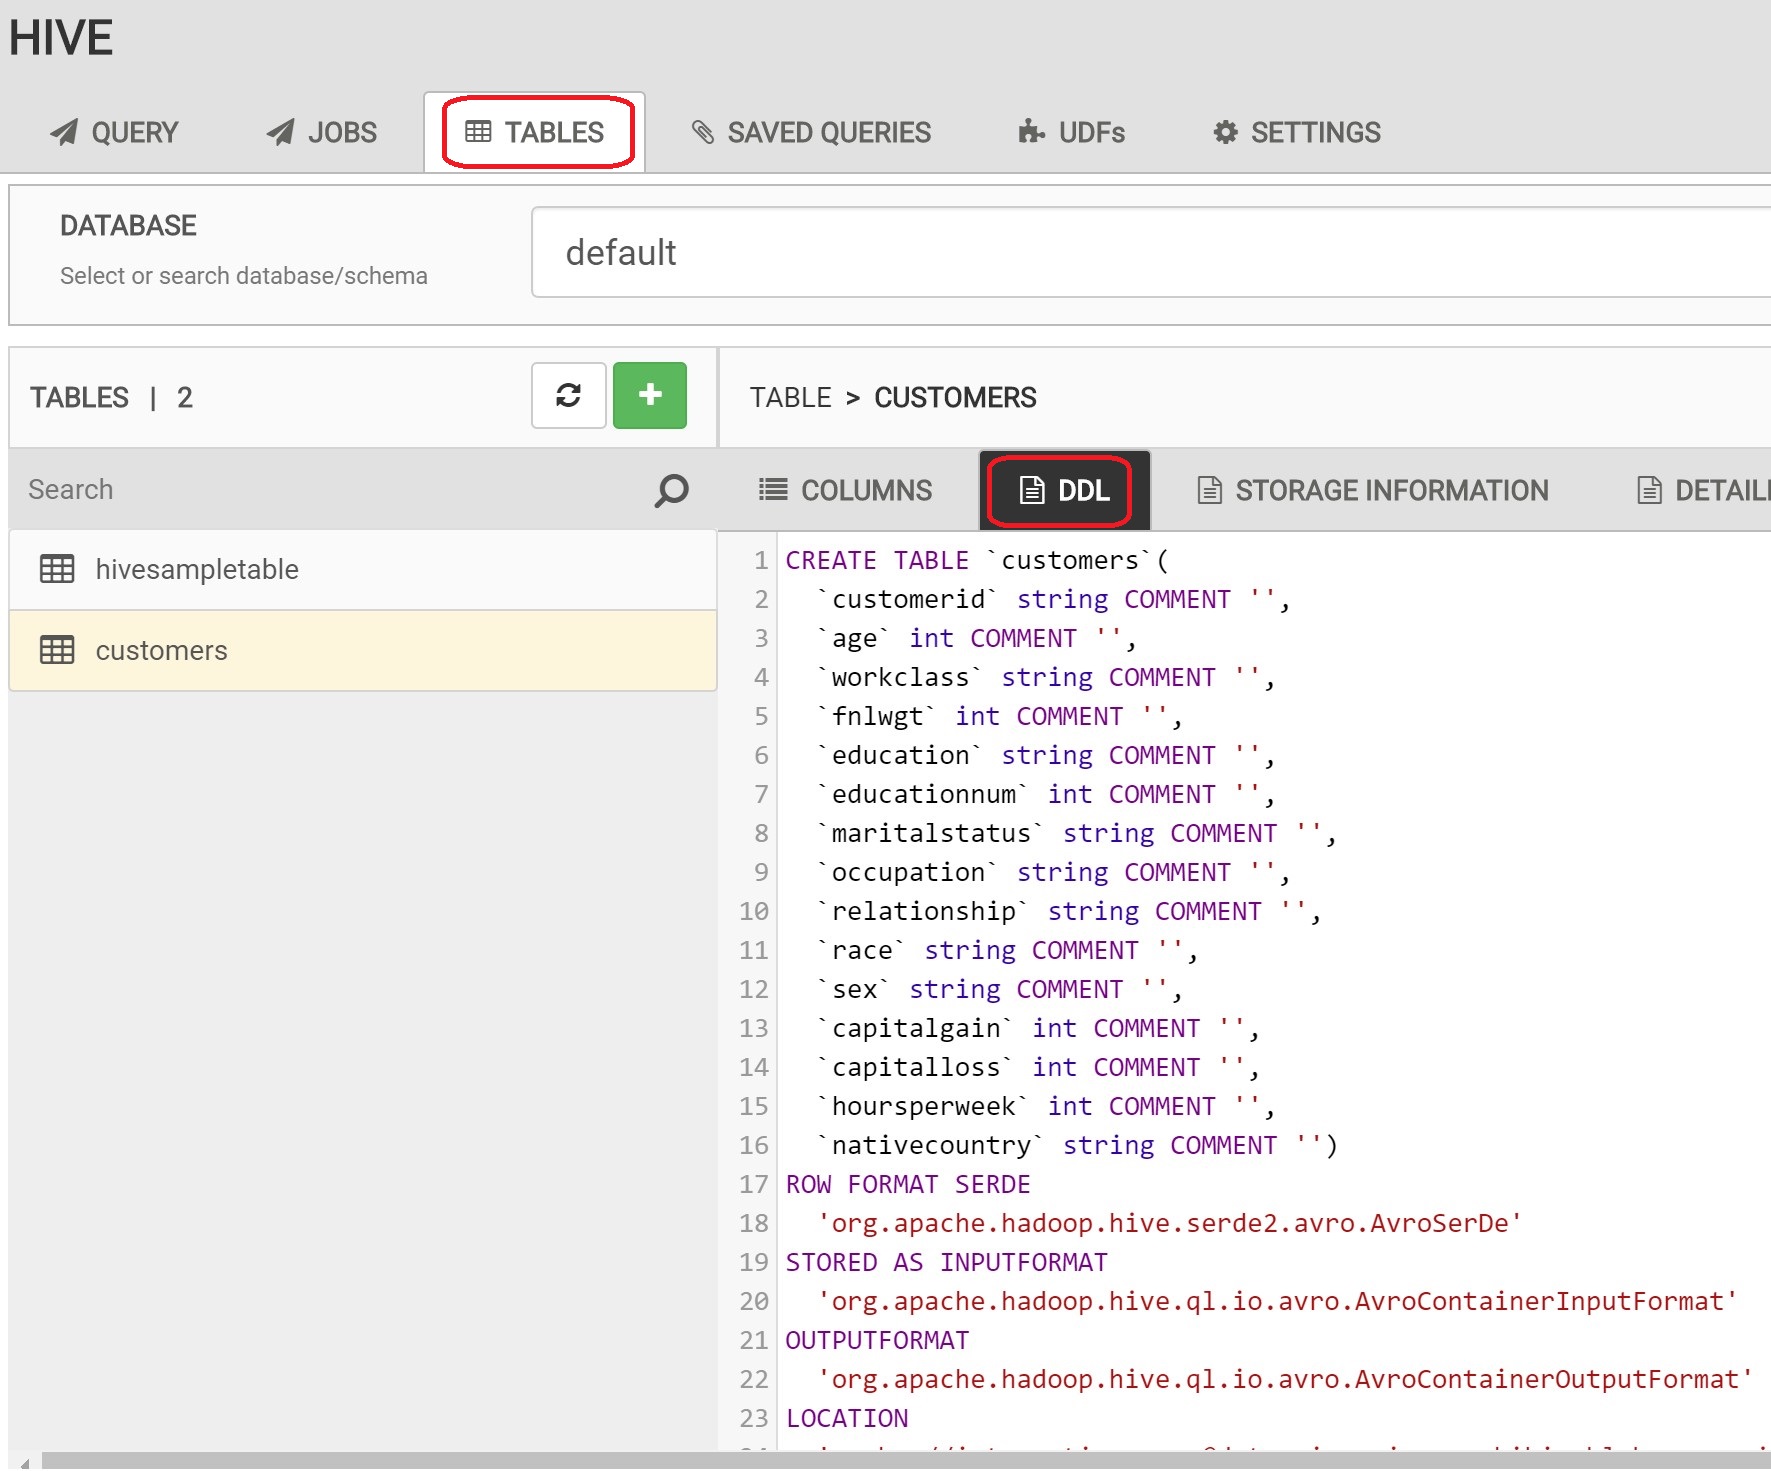 HIVE
QUERY JOBS TABLES SAVED QUERIES UDFs SETTINGS
DATABASE
Select or search database/schema
default
TABLES | 2
TABLE > CUSTOMERS
Search
COLUMNS DDL STORAGE INFORMATION
hivesampletable
customers
1 CREATE TABLE `customers`(
2 `customerid` string COMMENT '',
3 `age` int COMMENT '',
4 `workclass` string COMMENT '',
5 `fnlwgt` int COMMENT '',
6 `education` string COMMENT '',
7 `educationnum` int COMMENT '',
8 `maritalstatus` string COMMENT '',
9 `occupation` string COMMENT '',
10 `relationship` string COMMENT '',
11 `race` string COMMENT '',
12 `sex` string COMMENT '',
13 `capitalgain` int COMMENT '',
14 `capitalloss` int COMMENT '',
15 `hoursperweek` int COMMENT '',
16 `nativecountry` string COMMENT '')
17 ROW FORMAT SERDE
18 'org.apache.hadoop.hive.serde2.avro.AvroSerDe'
19 STORED AS INPUTFORMAT
20 'org.apache.hadoop.hive.ql.io.avro.AvroContainerInputFormat'
21 OUTPUTFORMAT
22 'org.apache.hadoop.hive.ql.io.avro.AvroContainerOutputFormat'
23 LOCATION